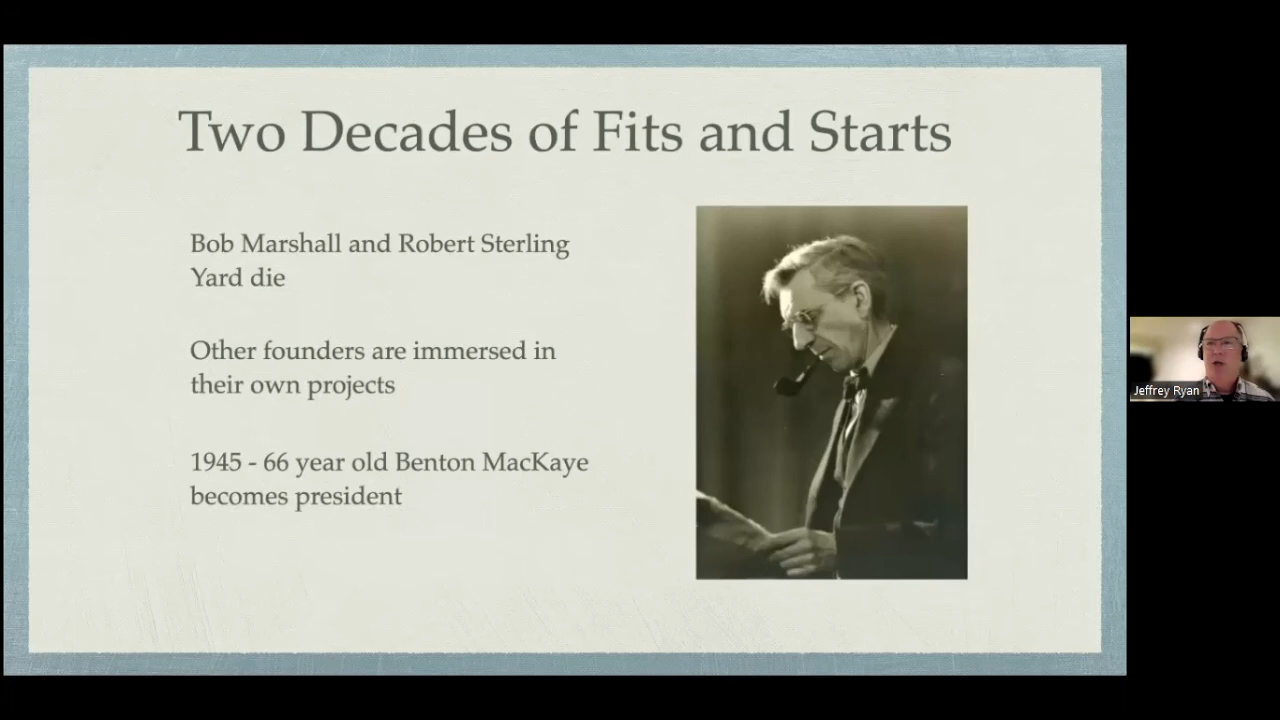 Two Decades of Fits and Starts
Bob Marshall and Robert Sterling
Yard die
Other founders are immersed in
their own projects
1945 - 66 year old Benton MacKaye
becomes president
Jeffrey Ryan